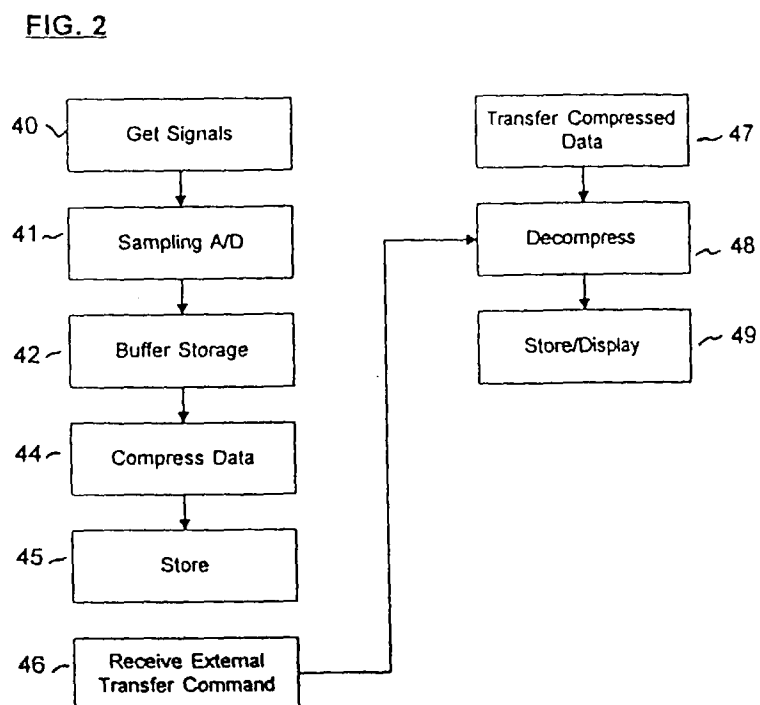 FIG. 2
40
Get Signals
41
Sampling A/D
42
Buffer Storage
44
Compress Data
45
Store
46
Receive External
Transfer Command
Transfer Compressed
Data
47
Decompress
48
Store/Display
49